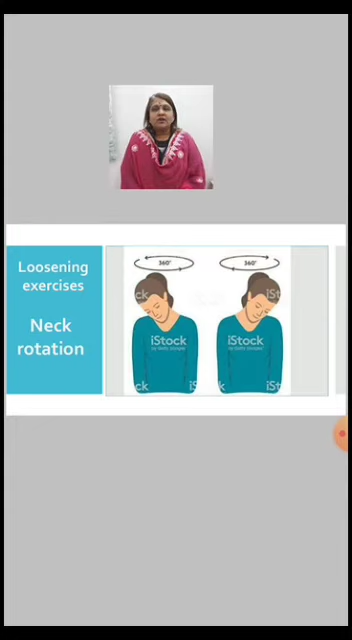 Loosening
exercises
Neck
rotation
360°
360°
iStock
iStock